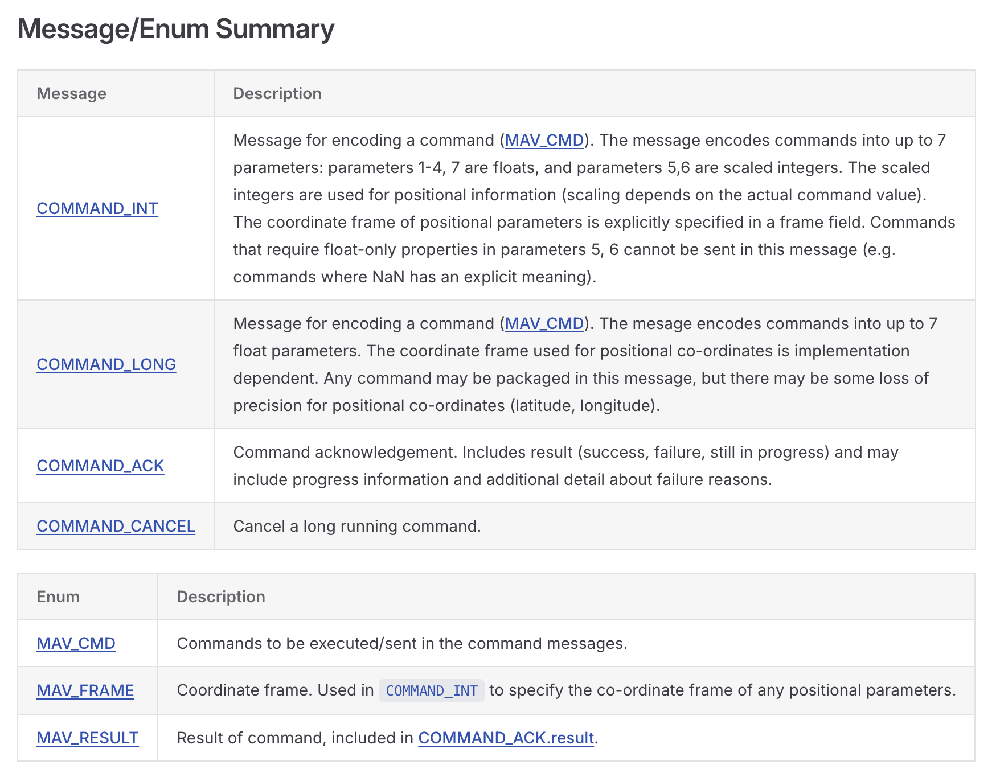 Message/Enum Summary
Message
Description
COMMAND_INT
Message for encoding a command (MAV_CMD). The message encodes commands into up to 7
parameters: parameters 1-4, 7 are floats, and parameters 5,6 are scaled integers. The scaled
integers are used for positional information (scaling depends on the actual command value).
The coordinate frame of positional parameters is explicitly specified in a frame field. Commands
that require float-only properties in parameters 5, 6 cannot be sent in this message (e.g.
commands where NaN has an explicit meaning).
COMMAND_LONG
Message for encoding a command (MAV_CMD). The mesage encodes commands into up to 7
float parameters. The coordinate frame used for positional co-ordinates is implementation
dependent. Any command may be packaged in this message, but there may be some loss of
precision for positional co-ordinates (latitude, longitude).
COMMAND_ACK
Command acknowledgement. Includes result (success, failure, still in progress) and may
include progress information and additional detail about failure reasons.
COMMAND_CANCEL
Cancel a long running command.
Enum
Description
MAV_CMD
Commands to be executed/sent in the command messages.
MAV_FRAME
Coordinate frame. Used in COMMAND_INT to specify the co-ordinate frame of any positional parameters.
MAV_RESULT
Result of command, included in COMMAND_ACK.result.